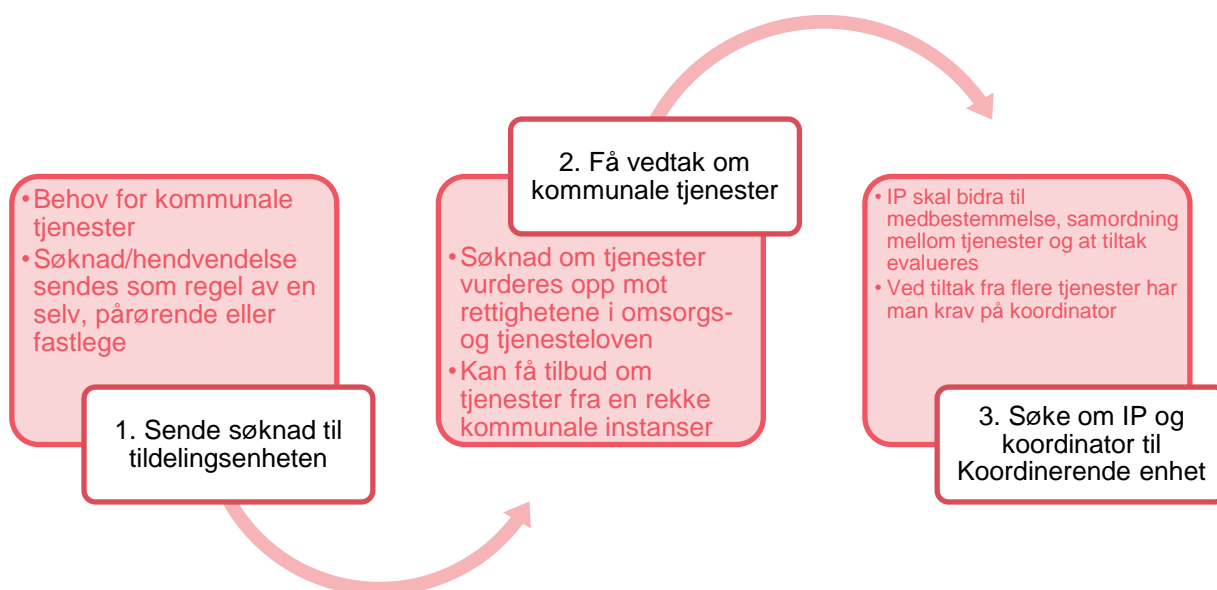 •Behov for kommunale
tjenester
•Søknad/hendvendelse
sendes som regel av en
selv, pårørende eller
fastlege
1. Sende søknad til
tildelingsenheten
2. Få vedtak om
kommunale tjenester
•Søknad om tjenester
vurderes opp mot
rettighetene i omsorgs-
og tjenesteloven
•Kan få tilbud om
tjenester fra en rekke
kommunale instanser
• IP skal bidra til
medbestemmelse, samordning
mellom tjenester og at tiltak
evalueres
• Ved tiltak fra flere tjenester har
man krav på koordinator
3. Søke om IP og
koordinator til
Koordinerende enhet